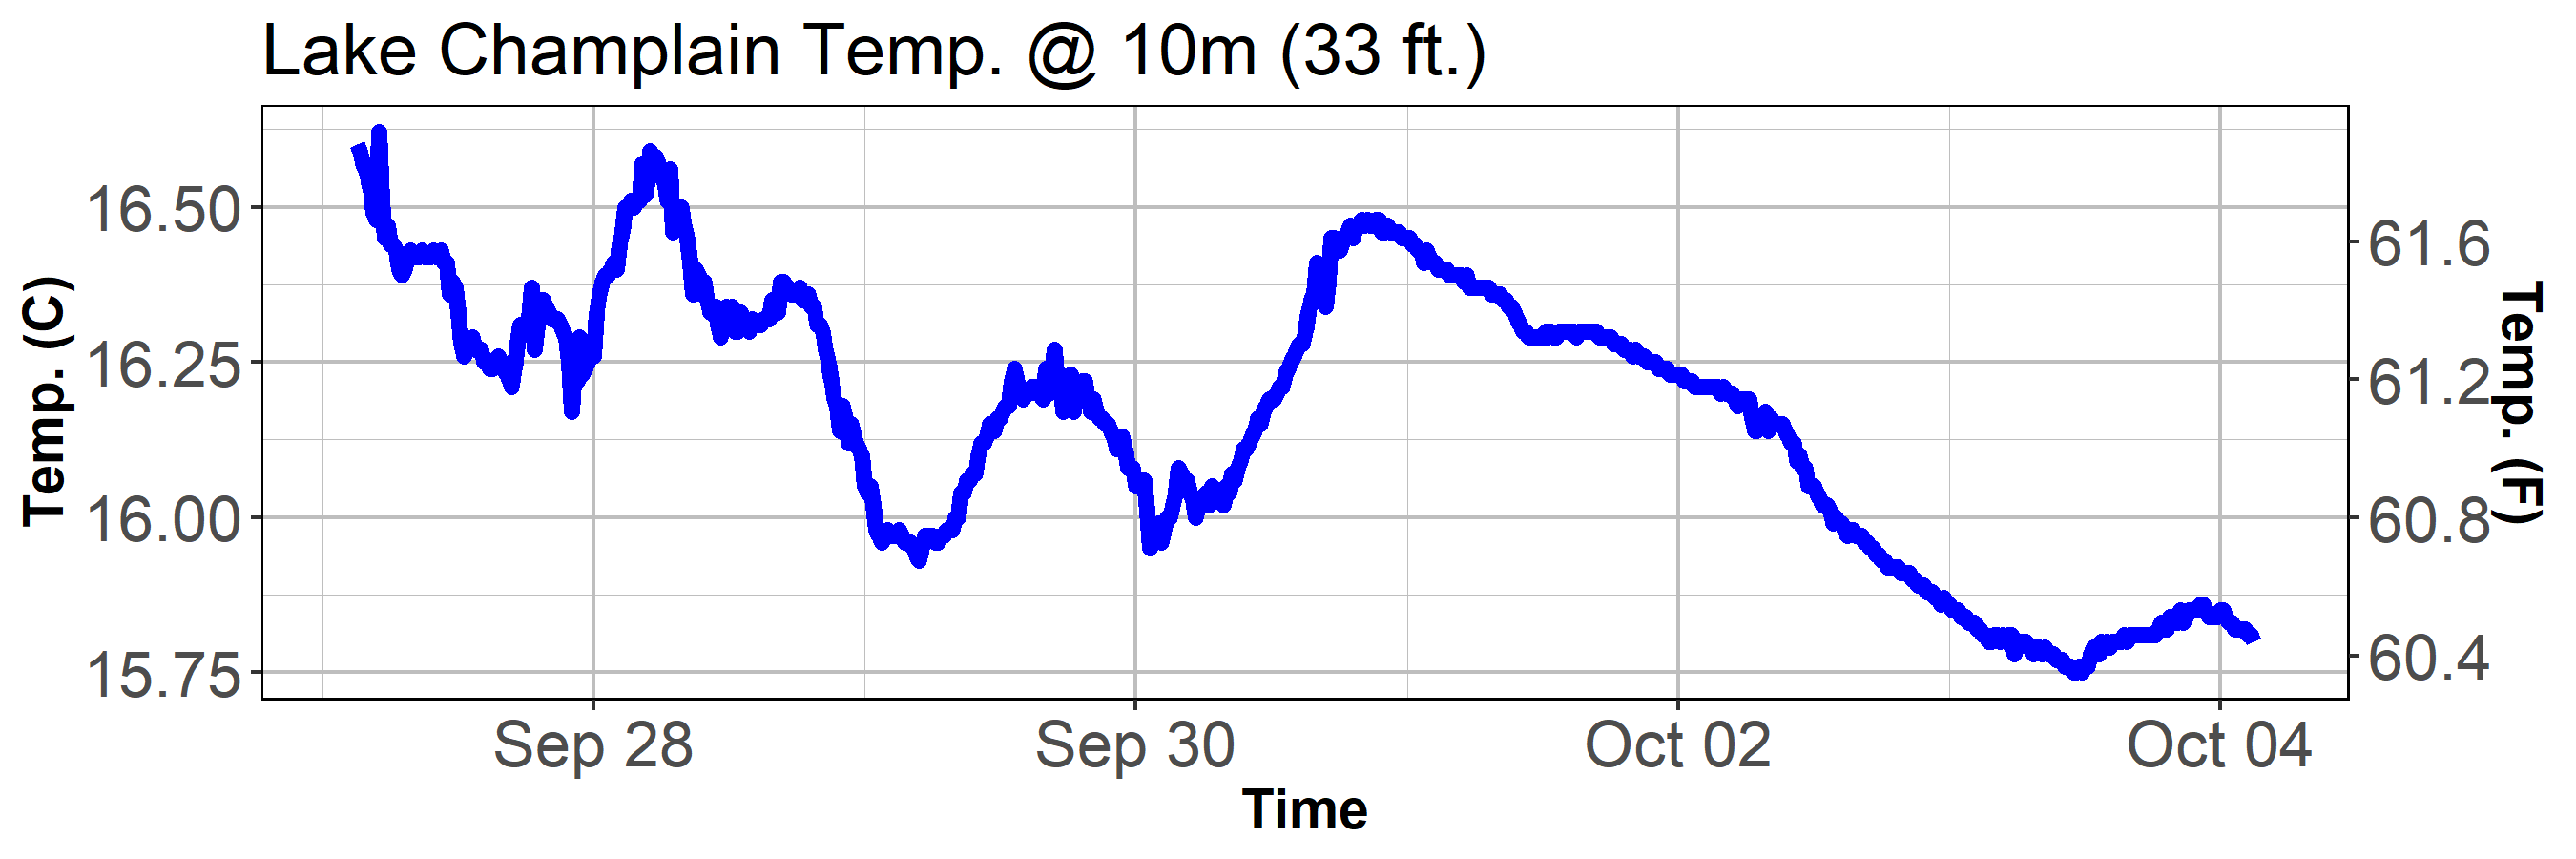 Lake Champlain Temp. @ 10m (33 ft.)
Temp. (C)
16.50
16.25
16.00
15.75
61.6
61.2
60.8
60.4
Temp. (F)
Sep 28
Sep 30
Oct 02
Oct 04
Time